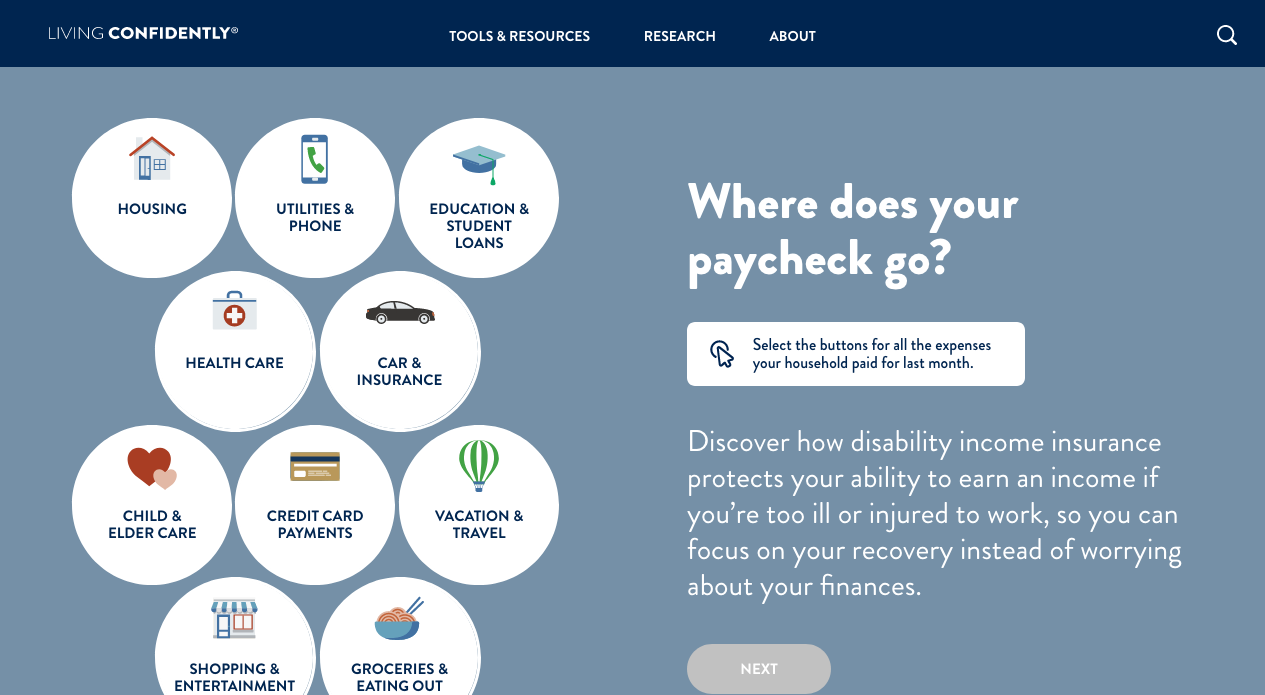 LIVING CONFIDENTLY®
TOOLS & RESOURCES
RESEARCH
ABOUT
HOUSING
UTILITIES &
PHONE
EDUCATION &
STUDENT
LOANS
HEALTH CARE
CAR &
INSURANCE
CHILD &
ELDER CARE
CREDIT CARD
PAYMENTS
VACATION &
TRAVEL
SHOPPING &
ENTERTAINMENT
GROCERIES &
EATING OUT
Where does your
paycheck go?
Select the buttons for all the expenses
your household paid for last month.
Discover how disability income insurance
protects your ability to earn an income if
you’re too ill or injured to work, so you can
focus on your recovery instead of worrying
about your finances.
NEXT